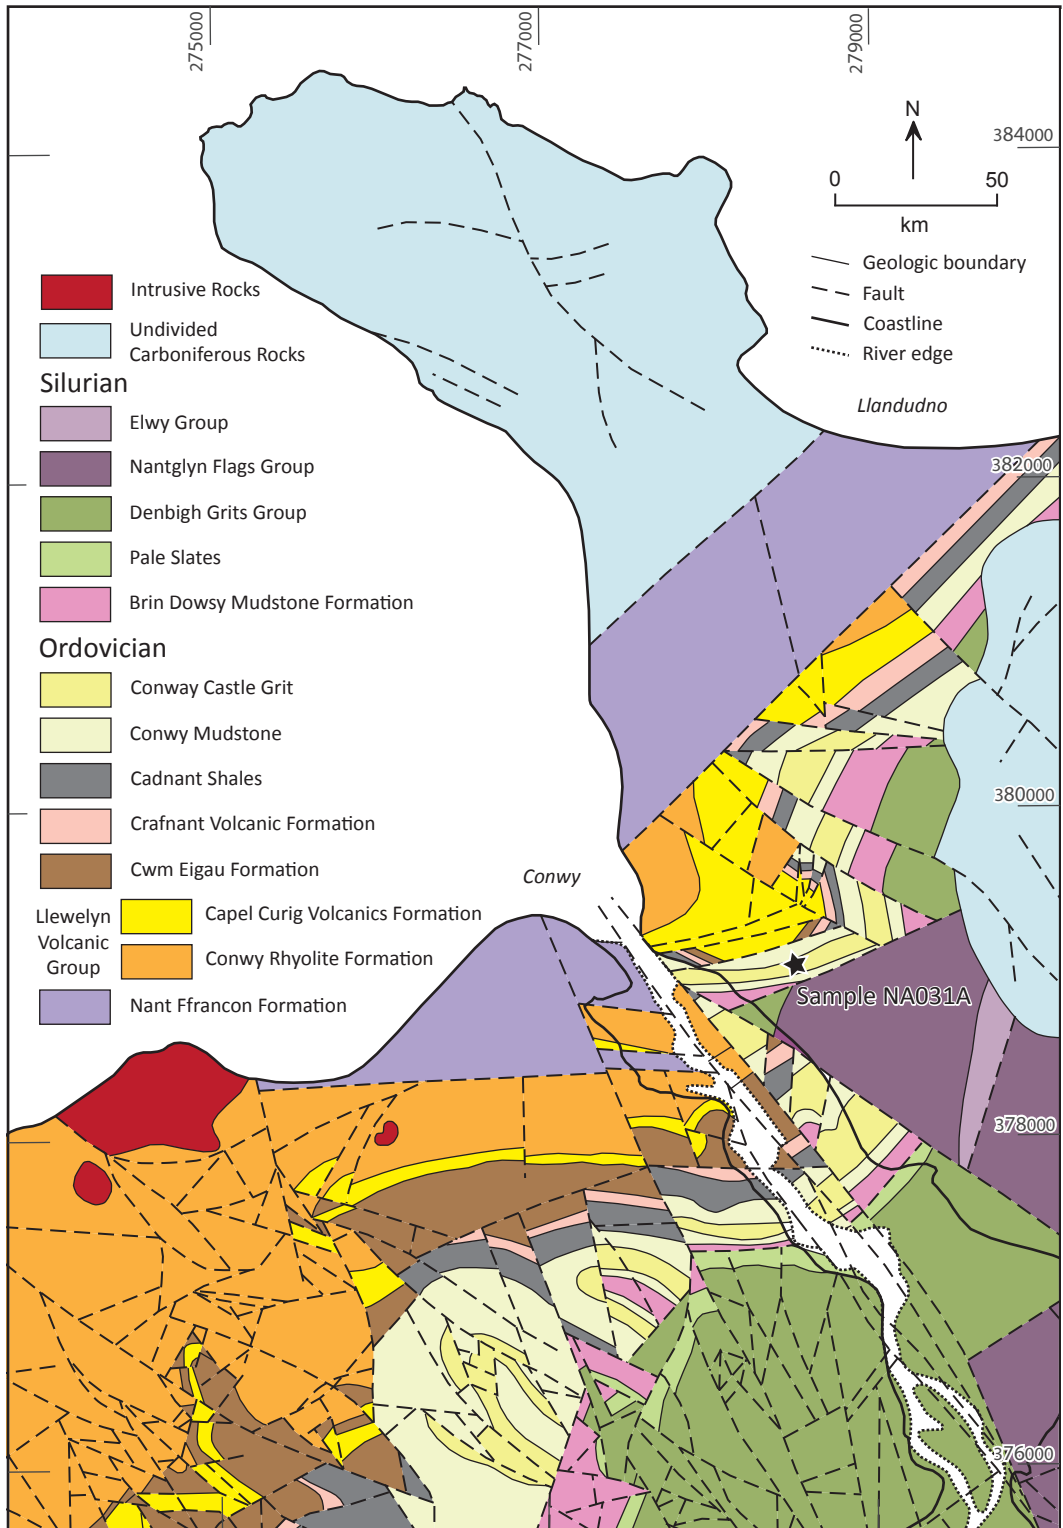 275000
277000
279000
N
384000
0
50
km
Geologic boundary
Fault
Coastline
River edge
Llandudno
382000
380000
378000
376000
Intrusive Rocks
Undivided
Carboniferous Rocks
Silurian
Elwy Group
Nantglyn Flags Group
Denbigh Grits Group
Pale Slates
Brin Dowsy Mudstone Formation
Ordovician
Conway Castle Grit
Conwy Mudstone
Cadnant Shales
Crafnant Volcanic Formation
Cwm Eigau Formation
Llewelyn
Volcanic
Group
Capel Curig Volcanics Formation
Conwy Rhyolite Formation
Nant Ffrancon Formation
Conwy
Sample NA031A